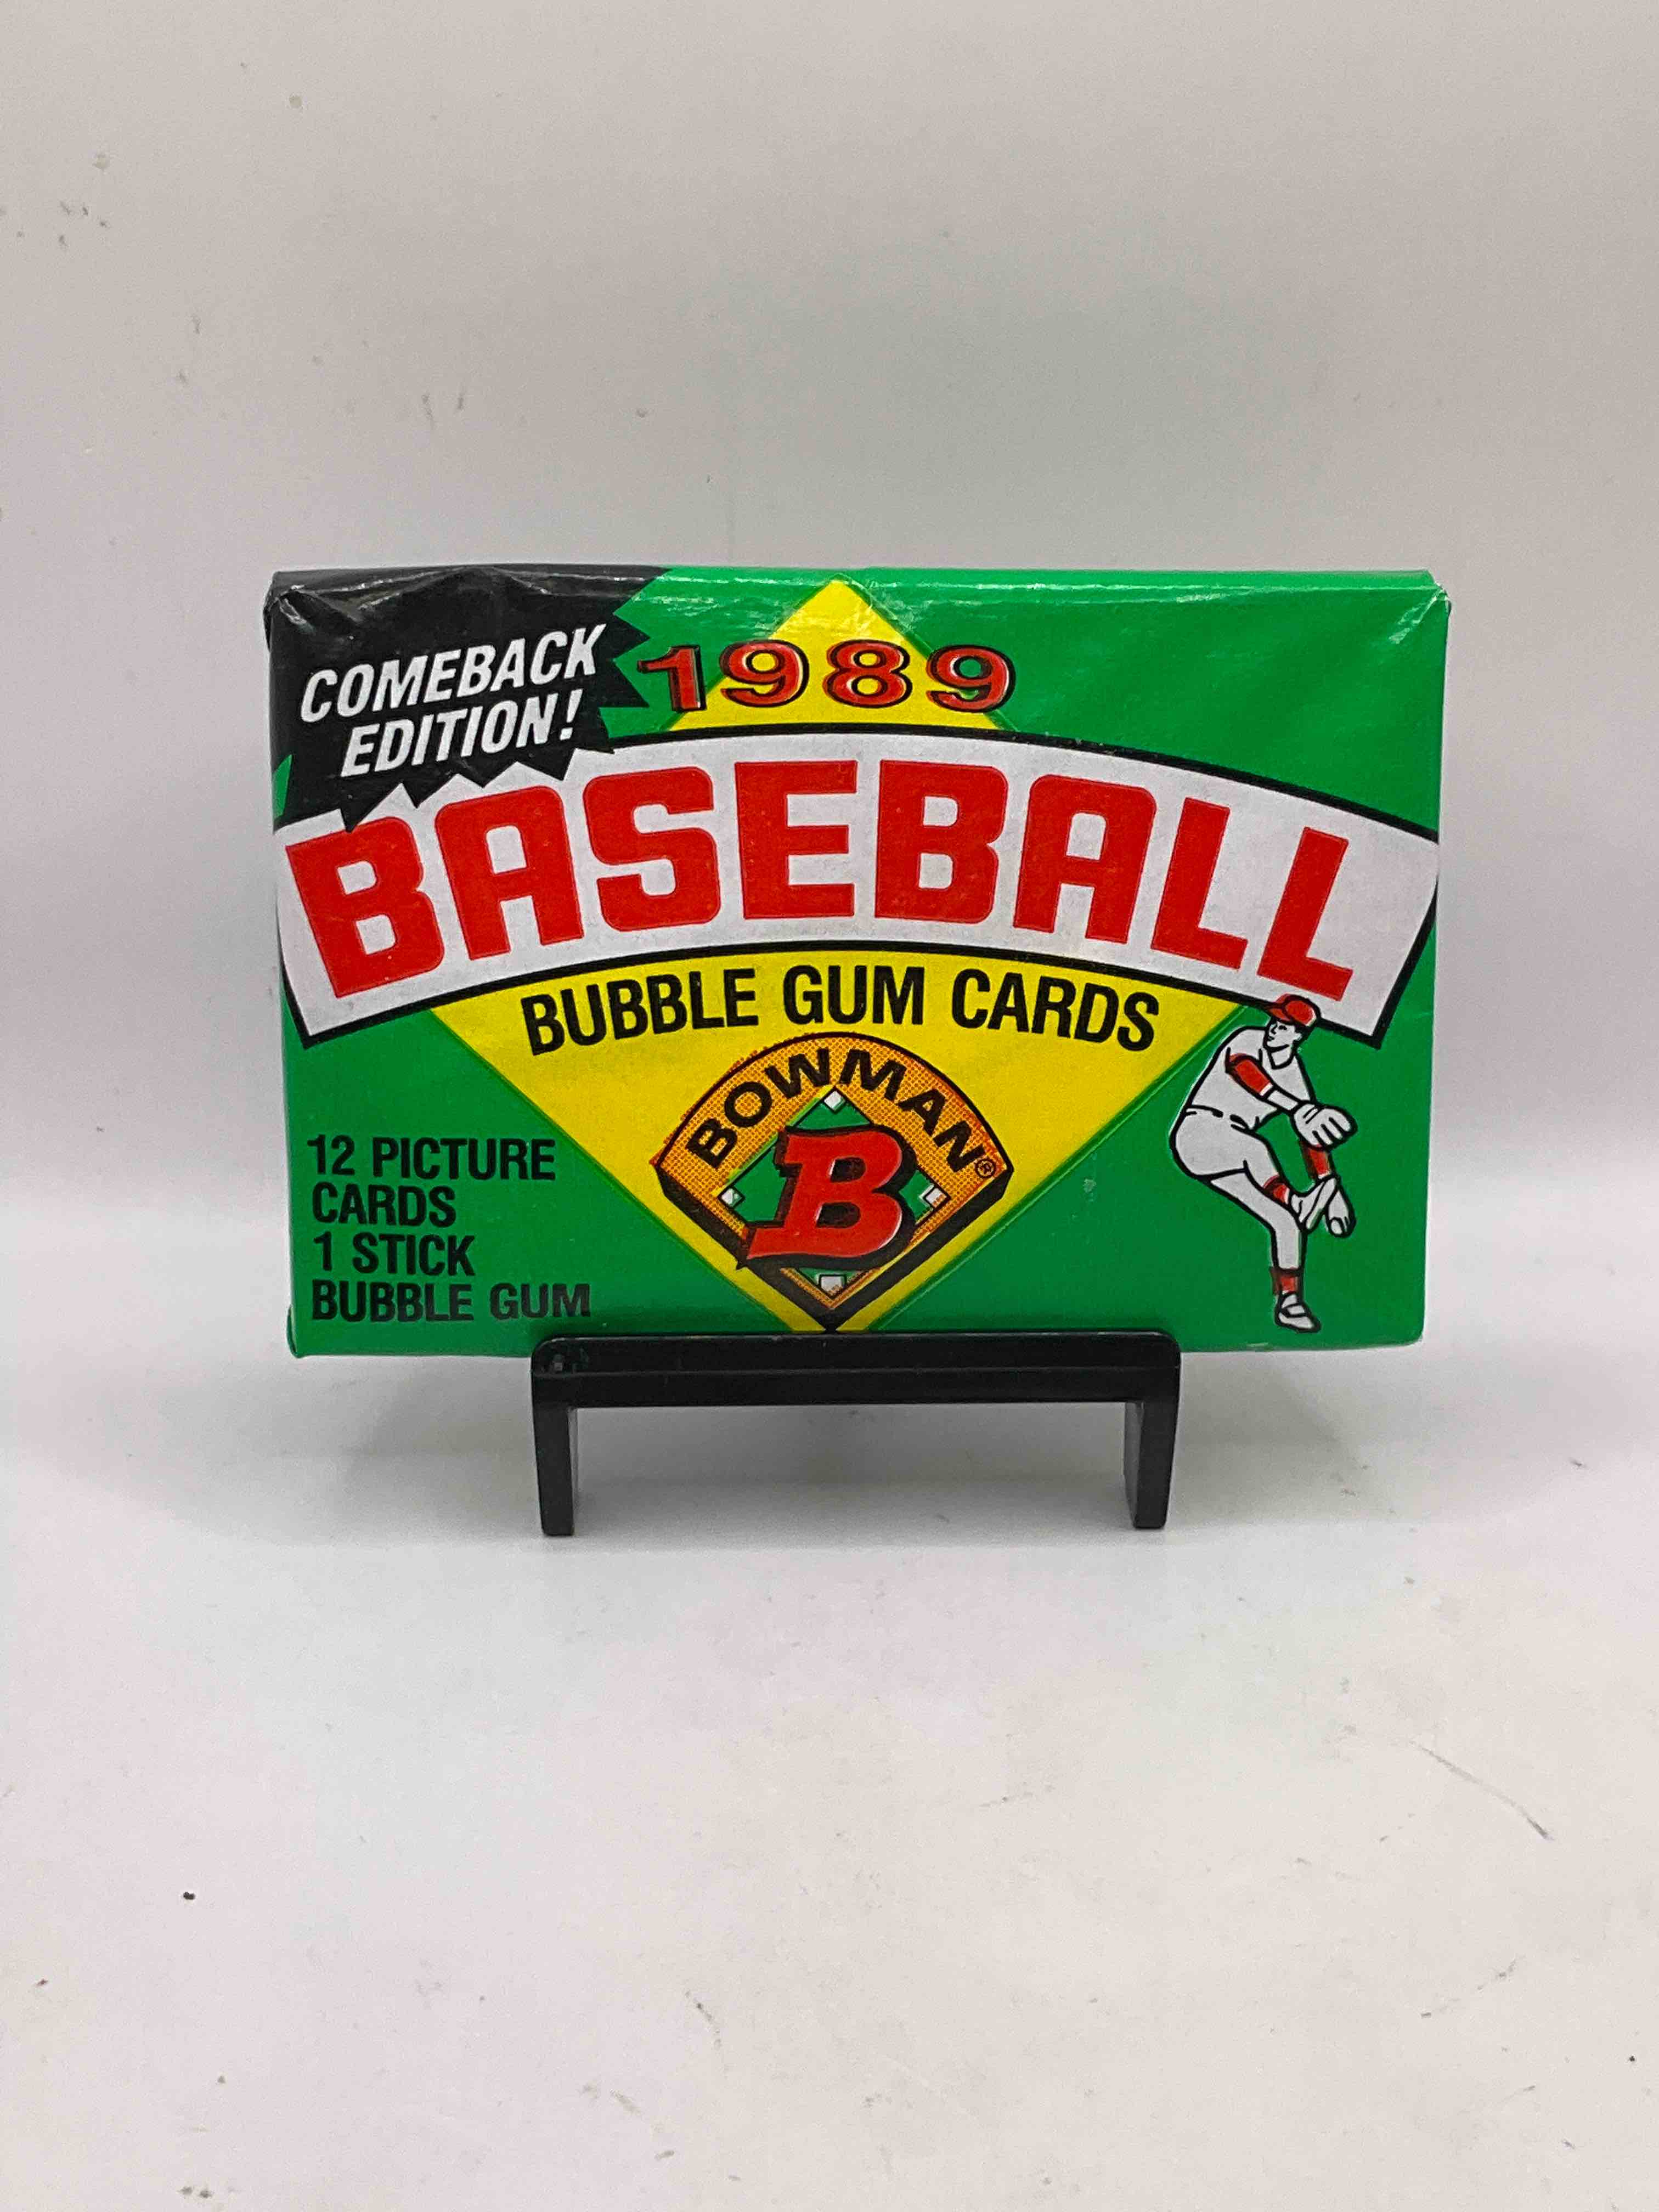 COMEBACK
EDITION!
1989
BASEBALL
BUBBLE GUM CARDS
BOWMAN®
B
12 PICTURE
CARDS
1 STICK
BUBBLE GUM